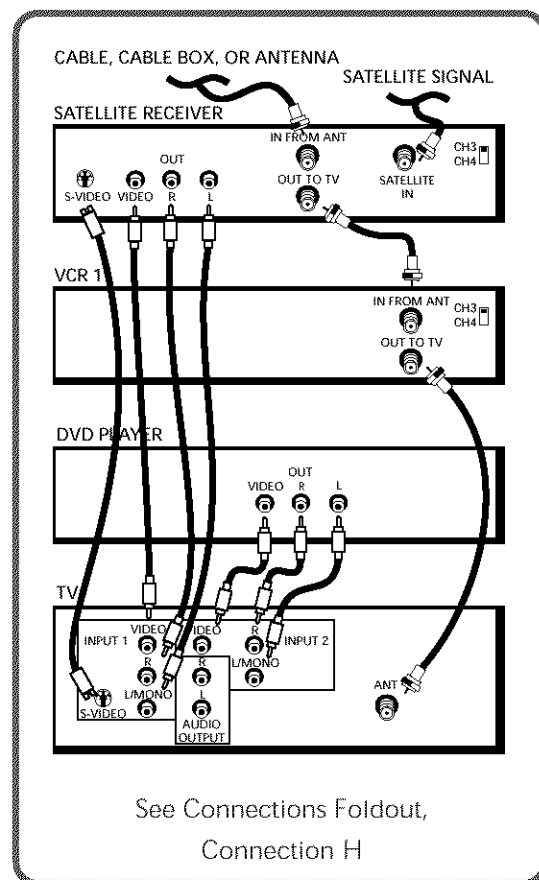 CABLE, CABLE BOX, OR ANTENNA
SATELLITE SIGNAL
SATELLITE RECEIVER
IN FROM ANT
CH3
CH4
OUT
S-VIDEO VIDEO R L
OUT TO TV
SATELLITE
IN
VCR 1
IN FROM ANT
CH3
CH4
OUT TO TV
DVD PLAYER
OUT
VIDEO R L
TV
INPUT 1 VIDEO VIDEO R INPUT 2
R R L/MONO
L/MONO L
S-VIDEO
AUDIO
OUTPUT
ANT
See Connections Foldout,
Connection H